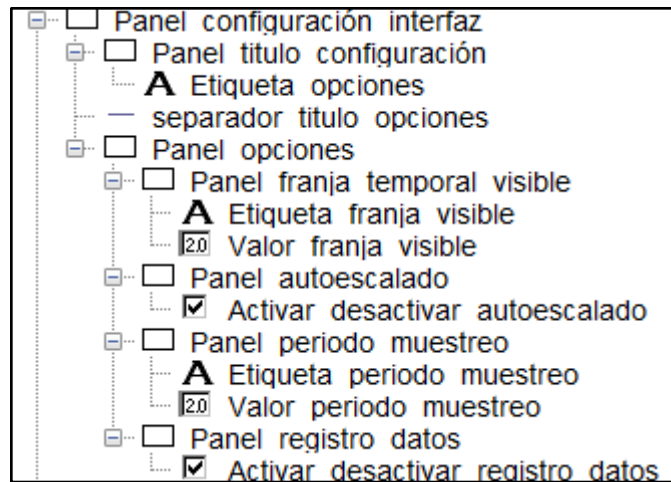 Panel configuración interfaz
Panel titulo configuración
A Etiqueta opciones
separador titulo opciones
Panel opciones
Panel franja temporal visible
A Etiqueta franja visible
2.0 Valor franja visible
Panel autoescalado
Activar desactivar autoescalado
Panel periodo muestreo
A Etiqueta periodo muestreo
2.0 Valor periodo muestreo
Panel registro datos
Activar desactivar registro datos